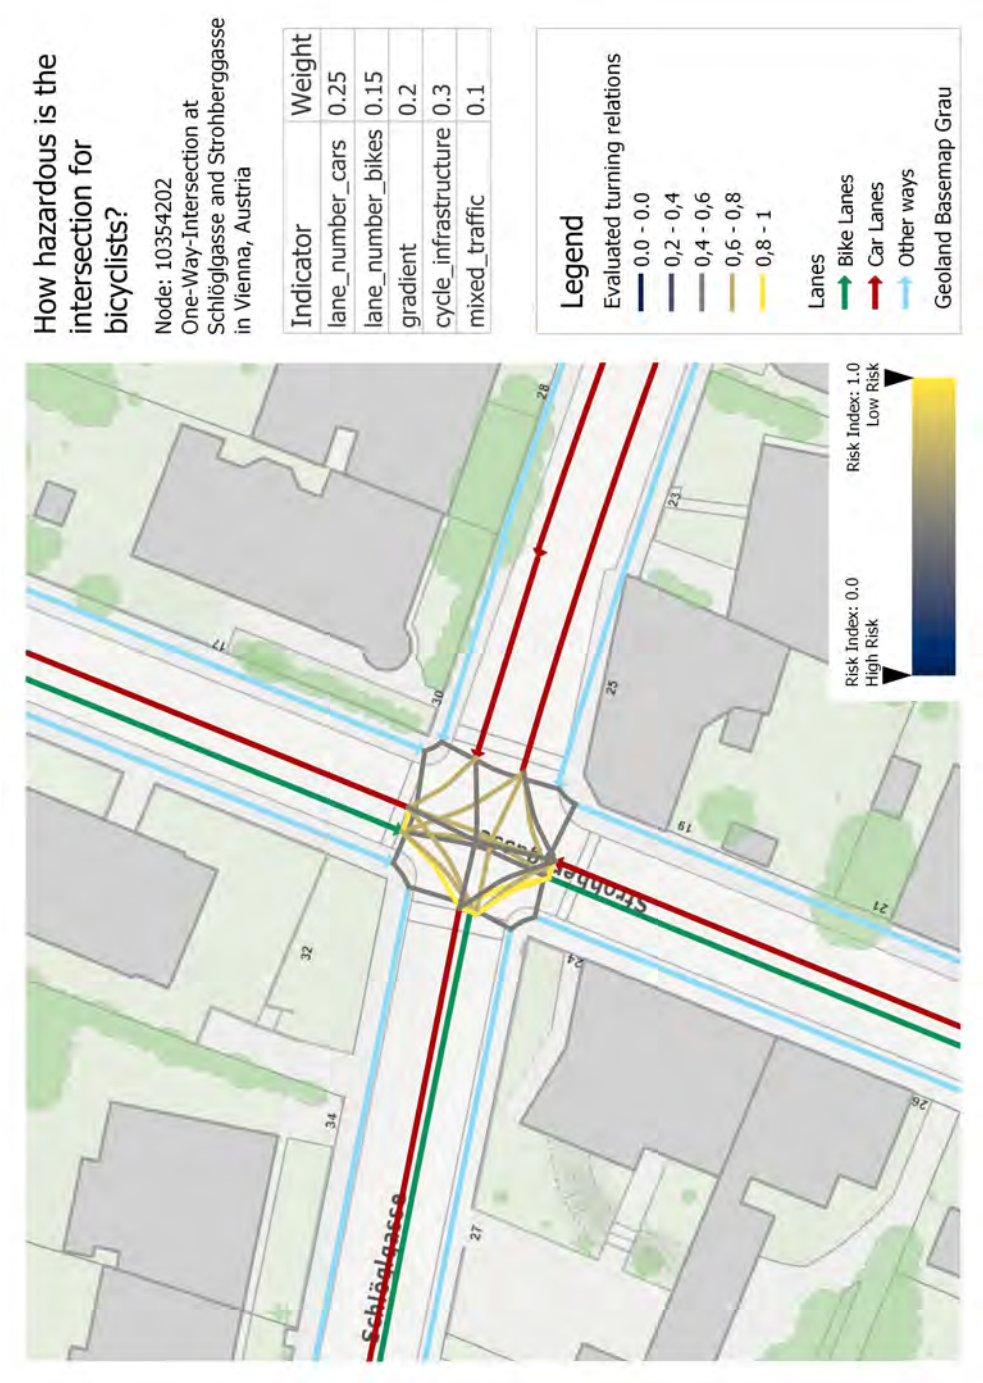 How hazardous is the
intersection for
bicyclists?
Node: 10354202
One-Way-Intersection at
Schlöglgasse and Strohberggasse
in Vienna, Austria
Indicator Weight
lane_number_cars 0.25
lane_number_bikes 0.15
gradient 0.2
cycle_infrastructure 0.3
mixed_traffic 0.1
Legend
Evaluated turning relations
0.0 - 0.0
0,2 - 0,4
0,4 - 0,6
0,6 - 0,8
0,8 - 1
Lanes
Bike Lanes
Car Lanes
Other ways
Geoland Basemap Grau
28
23
17
30
25
19
21
32
24
34
26
27
Schlöglgasse
Risk Index: 0.0
High Risk
Risk Index: 1.0
Low Risk